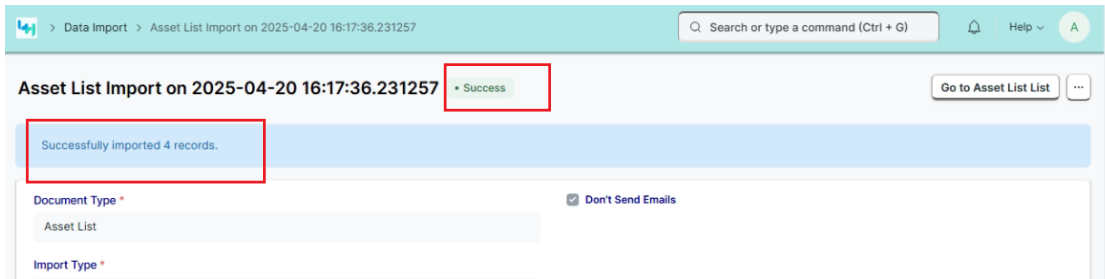 > Data Import > Asset List Import on 2025-04-20 16:17:36.231257
Search or type a command (Ctrl + G)
Help
A
Asset List Import on 2025-04-20 16:17:36.231257
• Success
Go to Asset List List
...
Successfully imported 4 records.
Document Type *
Don't Send Emails
Asset List
Import Type *